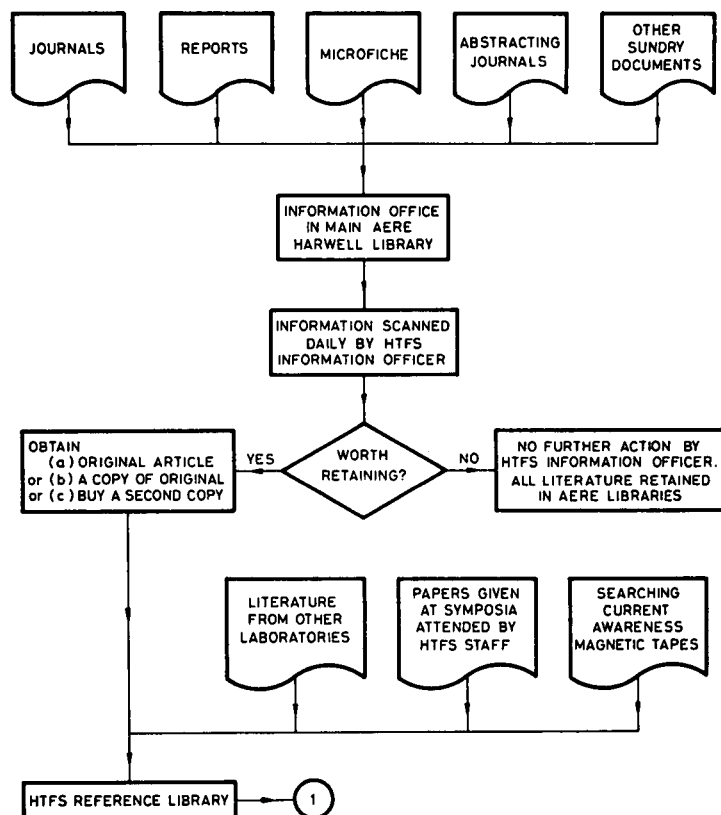 JOURNALS
REPORTS
MICROFICHE
ABSTRACTING
JOURNALS
OTHER
SUNDRY
DOCUMENTS
INFORMATION OFFICE
IN MAIN AERE
HARWELL LIBRARY
INFORMATION SCANNED
DAILY BY HTFS
INFORMATION OFFICER
OBTAIN
(a) ORIGINAL ARTICLE
or (b) A COPY OF ORIGINAL
or (c) BUY A SECOND COPY
YES
WORTH
RETAINING?
NO
NO FURTHER ACTION BY
HTFS INFORMATION OFFICER.
ALL LITERATURE RETAINED
IN AERE LIBRARIES
LITERATURE
FROM OTHER
LABORATORIES
PAPERS GIVEN
AT SYMPOSIA
ATTENDED BY
HTFS STAFF
SEARCHING
CURRENT
AWARENESS
MAGNETIC TAPES
HTFS REFERENCE LIBRARY
1